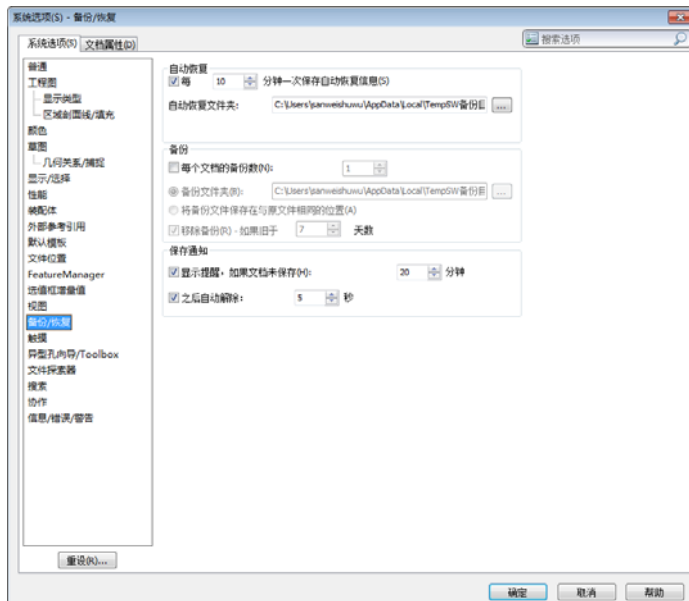 系统选项(S) - 备份/恢复
系统选项(S) 文档属性(D)
搜索选项
普通
工程图
显示类型
区域剖面线/填充
颜色
草图
几何关系/捕捉
显示/选择
性能
装配体
外部参考引用
默认模板
文件位置
FeatureManager
选值框增量值
视图
备份/恢复
触摸
异型孔向导/Toolbox
文件探索器
搜索
协作
信息/错误/警告
重设(R)...
自动恢复
每 10 分钟一次保存自动恢复信息(S)
自动恢复文件夹: C:\Users\sanweishuwu\AppData\Local\TempSW备份目 ...
备份
每个文档的备份数(N): 1
备份文件夹(B): C:\Users\sanweishuwu\AppData\Local\TempSW备份目 ...
将备份文件保存在与原文件相同的位置(A)
移除备份(R) - 如果旧于 7 天数
保存通知
显示提醒，如果文档未保存(H): 20 分钟
之后自动解除: 5 秒
确定 取消 帮助